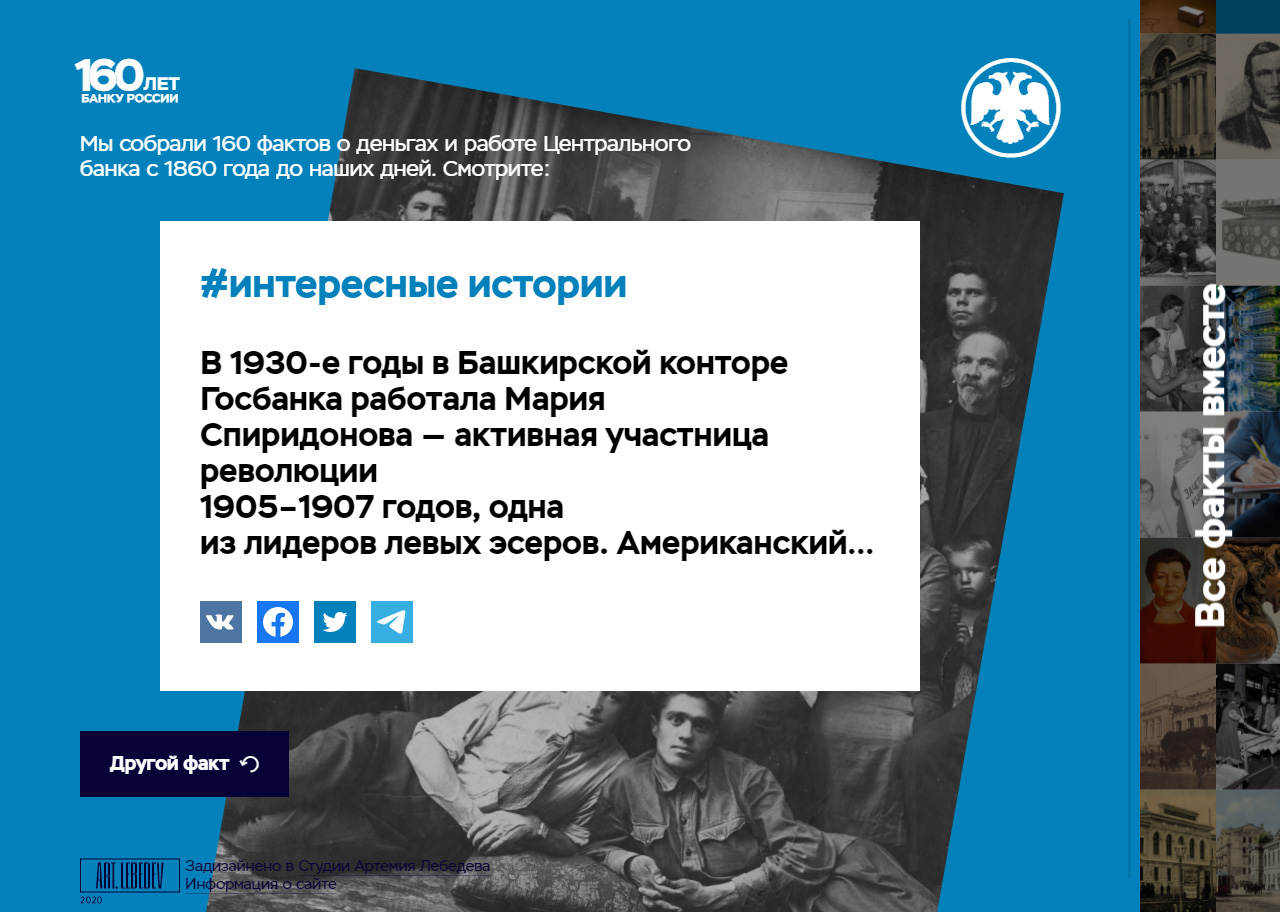 160 ЛЕТ
БАНКУ РОССИИ
Мы собрали 160 фактов о деньгах и работе Центрального
банка с 1860 года до наших дней. Смотрите:
#интересные истории
В 1930-е годы в Башкирской конторе
Госбанка работала Мария
Спиридонова — активная участница
революции
1905–1907 годов, одна
из лидеров левых эсеров. Американский...
Другой факт
ART. LEBEDEV
2020
Задизайнено в Студии Артемия Лебедева
Информация о сайте
Все факты вместе